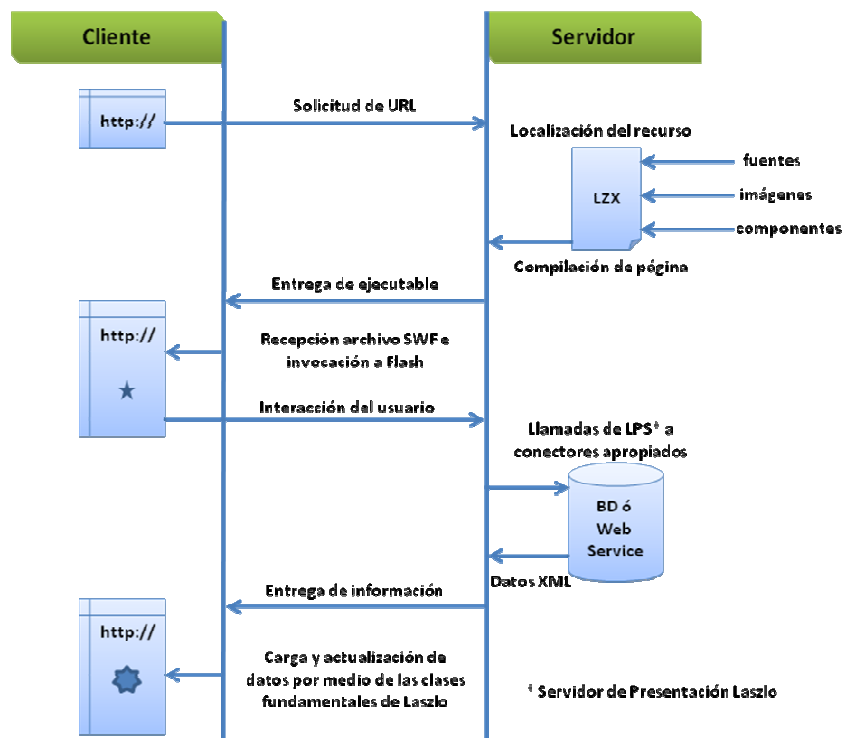 Cliente
Servidor
http://
Solicitud de URL
Localización del recurso
LZX
fuentes
imágenes
componentes
Compilación de página
Entrega de ejecutable
http://
Recepción archivo SWF e
invocación a Flash
Interacción del usuario
Llamadas de LPS* a
conectores apropiados
BD ó
Web
Service
Datos XML
Entrega de información
http://
Carga y actualización de
datos por medio de las clases
fundamentales de Laszlo
* Servidor de Presentación Laszlo